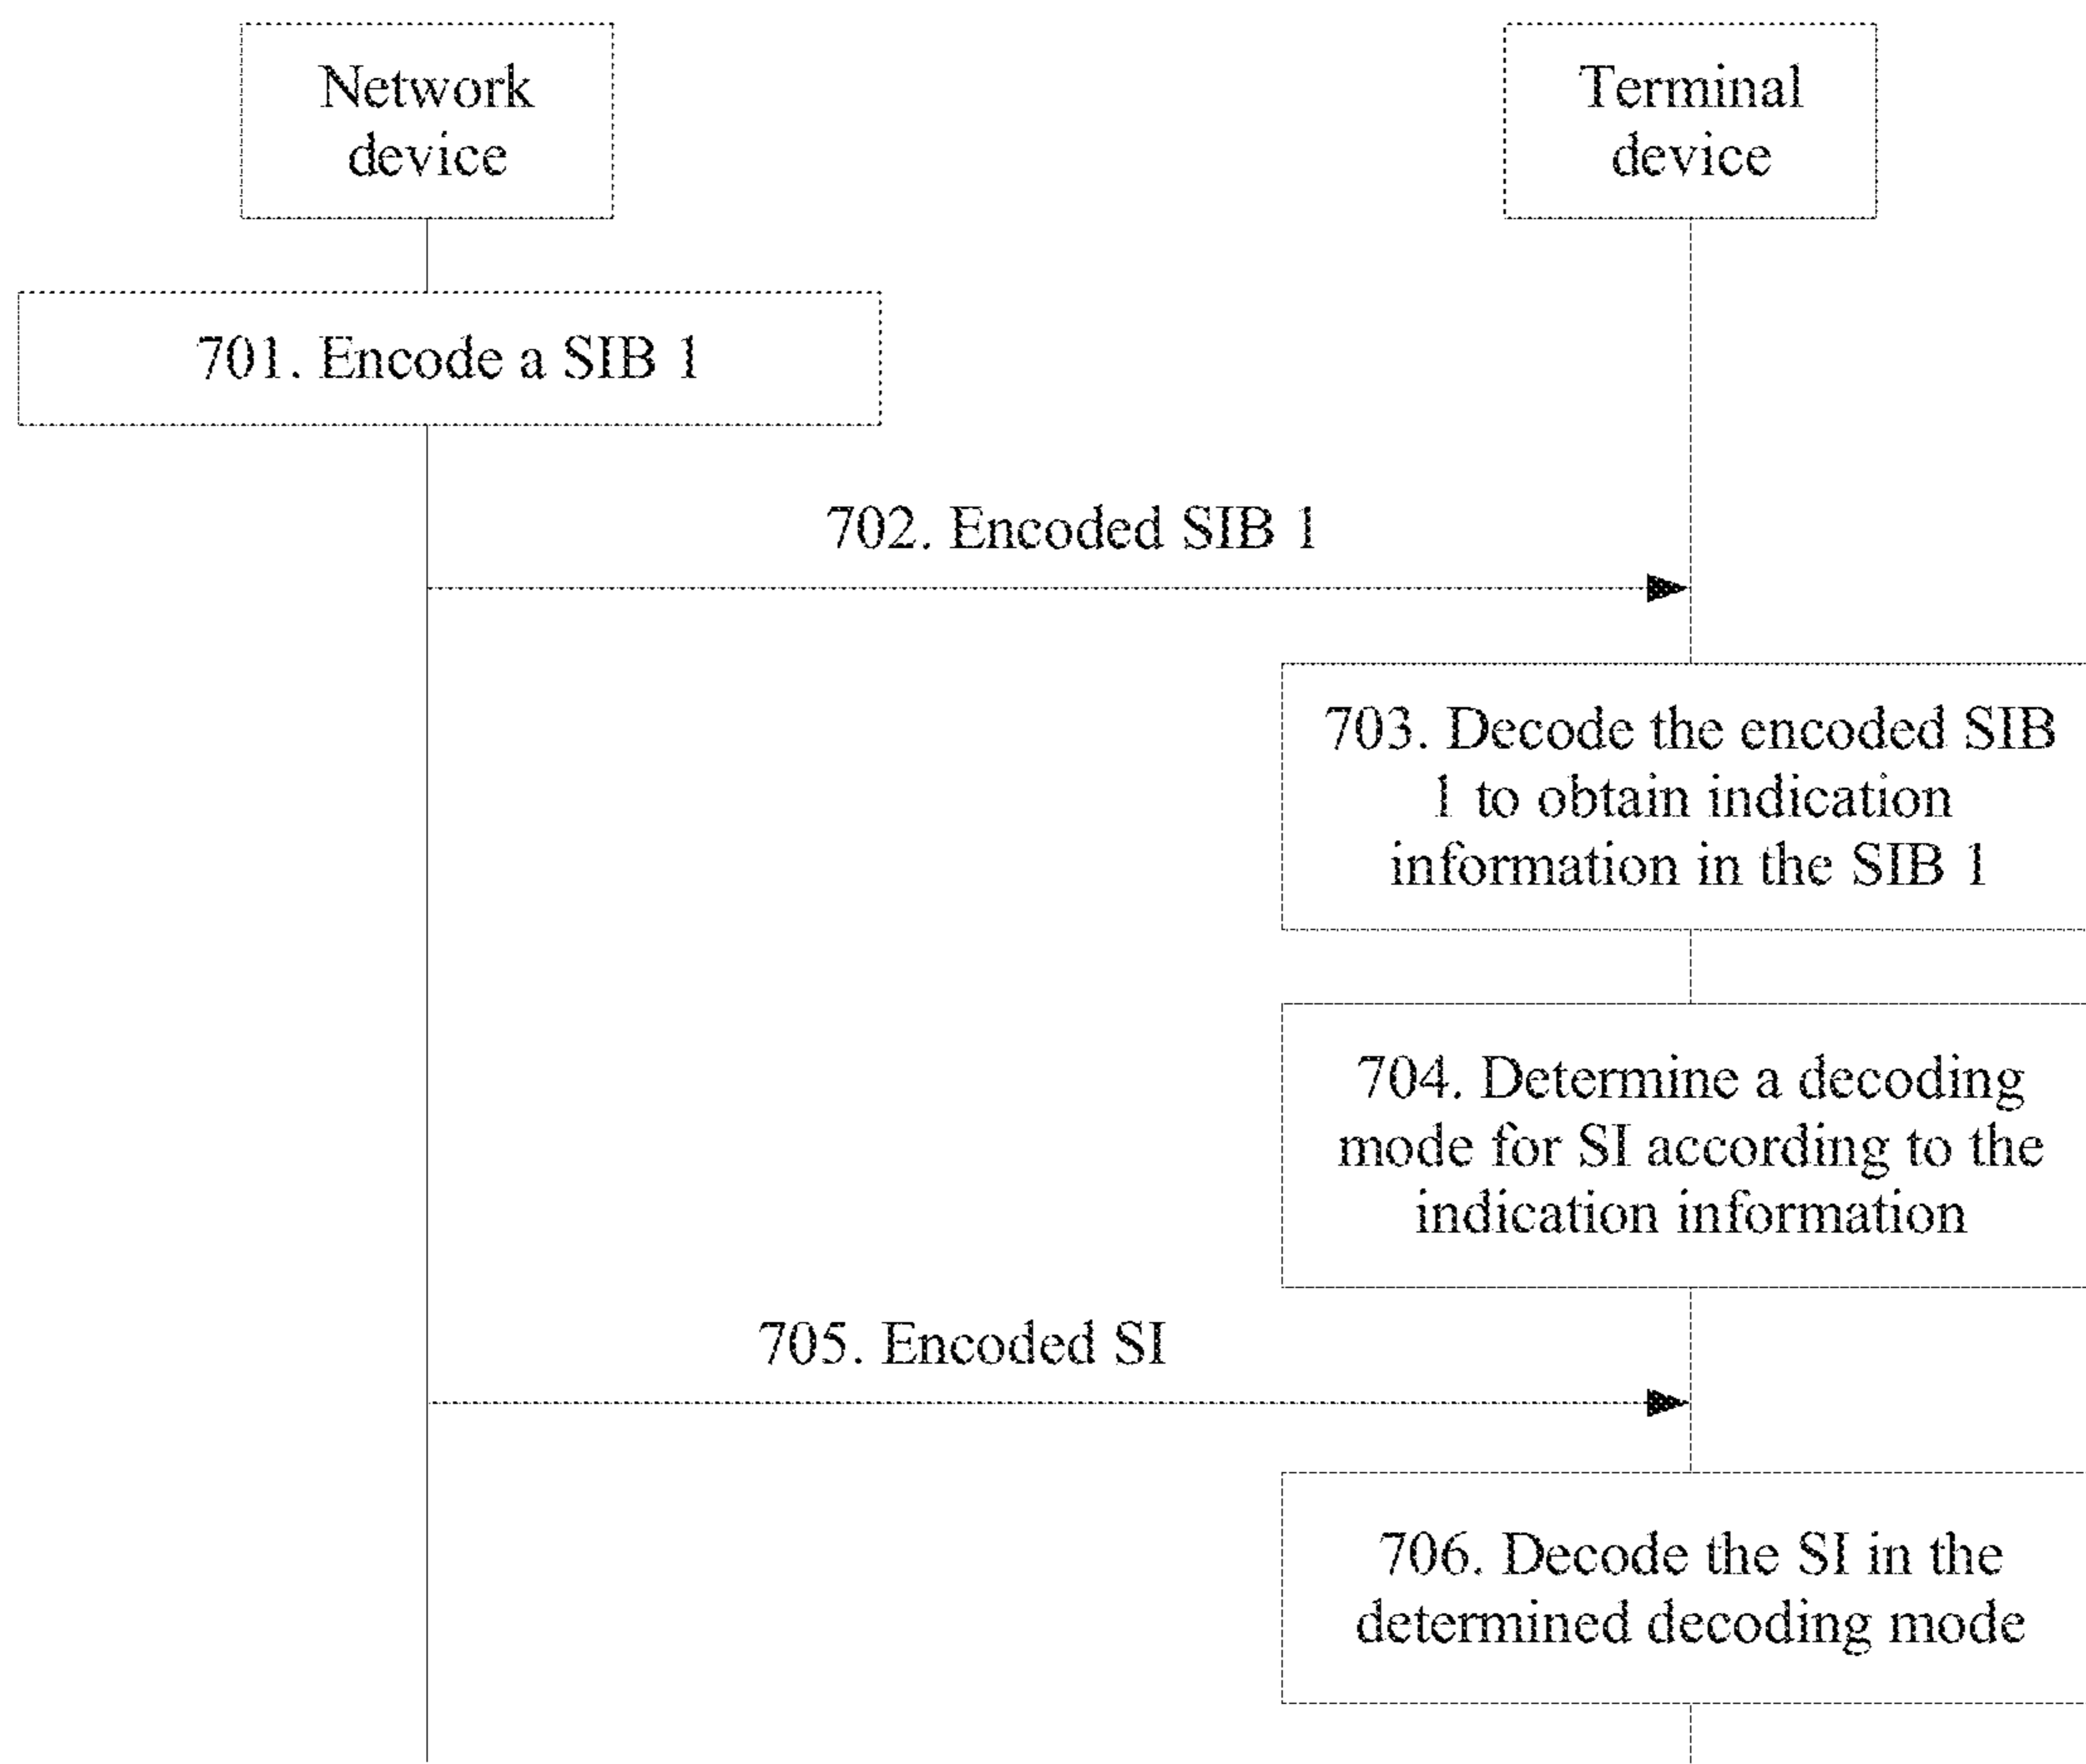 Network
device
Terminal
device
701. Encode a SIB 1
702. Encoded SIB 1
703. Decode the encoded SIB
1 to obtain indication
information in the SIB 1
704. Determine a decoding
mode for SI according to the
indication information
705. Encoded SI
706. Decode the SI in the
determined decoding mode